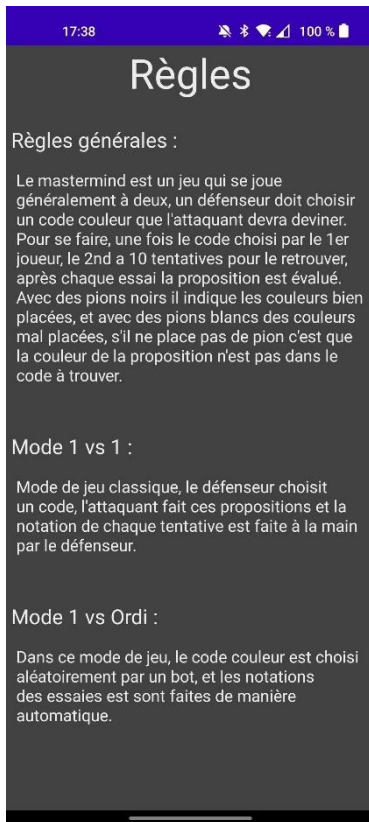 17:38
100 %
Règles
Règles générales :
Le mastermind est un jeu qui se joue
généralement à deux, un défenseur doit choisir
un code couleur que l'attaquant devra deviner.
Pour se faire, une fois le code choisi par le 1er
joueur, le 2nd a 10 tentatives pour le retrouver,
après chaque essai la proposition est évalué.
Avec des pions noirs il indique les couleurs bien
placées, et avec des pions blancs des couleurs
mal placées, s'il ne place pas de pion c'est que
la couleur de la proposition n'est pas dans le
code à trouver.
Mode 1 vs 1 :
Mode de jeu classique, le défenseur choisit
un code, l'attaquant fait ces propositions et la
notation de chaque tentative est faite à la main
par le défenseur.
Mode 1 vs Ordi :
Dans ce mode de jeu, le code couleur est choisi
aléatoirement par un bot, et les notations
des essaies est sont faites de manière
automatique.